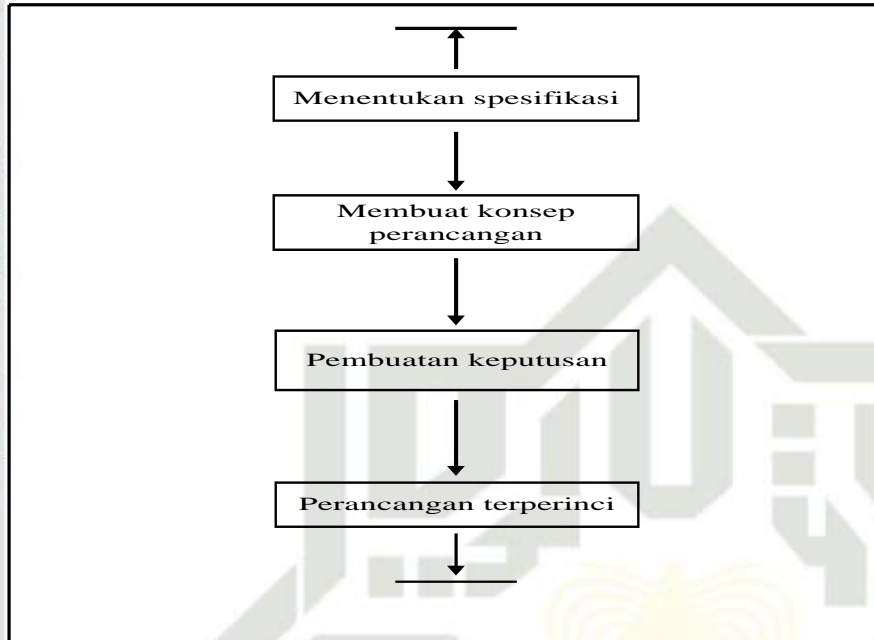 Menentukan spesifikasi
Membuat konsep
perancangan
Pembuatan keputusan
Perancangan terperinci